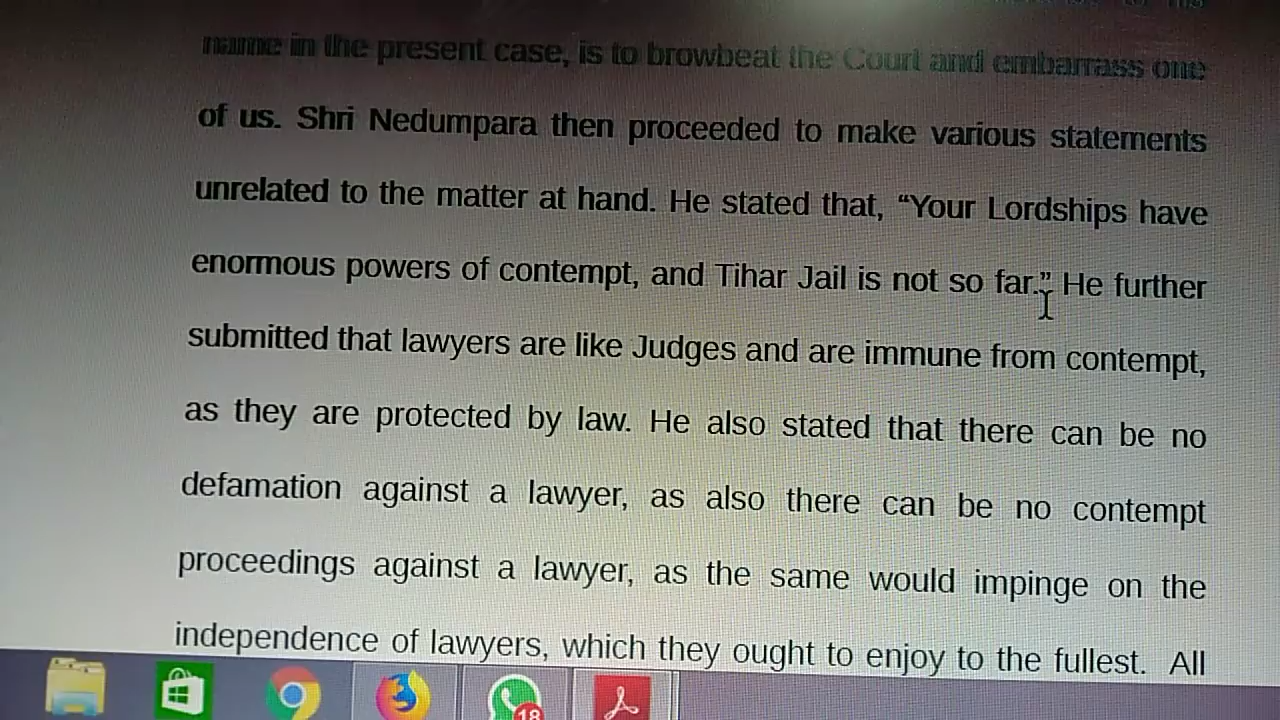 name in the present case, is to browbeat the Court and embarrass one
of us. Shri Nedumpara then proceeded to make various statements
unrelated to the matter at hand. He stated that, “Your Lordships have
enormous powers of contempt, and Tihar Jail is not so far.” He further
submitted that lawyers are like Judges and are immune from contempt,
as they are protected by law. He also stated that there can be no
defamation against a lawyer, as also there can be no contempt
proceedings against a lawyer, as the same would impinge on the
independence of lawyers, which they ought to enjoy to the fullest. All
18